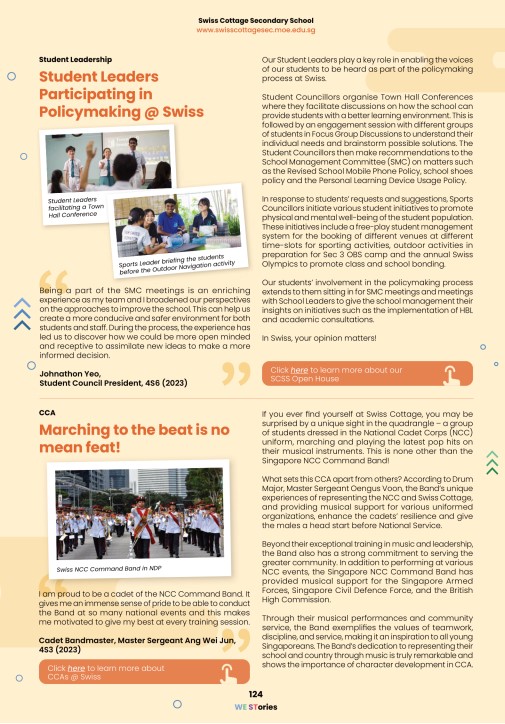 Swiss Cottage Secondary School
www.swisscottagesec.moe.edu.sg
Student Leadership
Student Leaders
Participating in
Policymaking @ Swiss
Student Leaders
facilitating a Town
Hall Conference
Sports Leader briefing the students
before the Outdoor Navigation activity
Being a part of the SMC meetings is an enriching
experience as my team and I broadened our perspectives
on the approaches to improve the school. This can help us
create a more conducive and safer environment for both
students and staff. During the process, the experience has
led us to discover how we could be more open minded
and receptive to assimilate new ideas to make a more
informed decision.
Johnathon Yeo,
Student Council President, 4S6 (2023)
Our Student Leaders play a key role in enabling the voices
of our students to be heard as part of the policymaking
process at Swiss.
Student Councillors organise Town Hall Conferences
where they facilitate discussions on how the school can
provide students with a better learning environment. This is
followed by an engagement session with different groups
of students in Focus Group Discussions to understand their
individual needs and brainstorm possible solutions. The
Student Councillors then make recommendations to the
School Management Committee (SMC) on matters such
as the Revised School Mobile Phone Policy, school shoes
policy and the Personal Learning Device Usage Policy.
In response to students' requests and suggestions, Sports
Councillors initiate various student initiatives to promote
physical and mental well-being of the student population.
These initiatives include a free-play student management
system for the booking of different venues at different
time-slots for sporting activities, outdoor activities in
preparation for Sec 3 OBS camp and the annual Swiss
Olympics to promote class and school bonding.
Our students' involvement in the policymaking process
extends to them sitting in for SMC meetings and meetings
with School Leaders to give the school management their
insights on initiatives such as the implementation of HBL
and academic consultations.
In Swiss, your opinion matters!
Click here to learn more about our
SCSS Open House
CCA
Marching to the beat is no
mean feat!
Swiss NCC Command Band in NDP
I am proud to be a cadet of the NCC Command Band. It
gives me an immense sense of pride to be able to conduct
the Band at so many national events and this makes
me motivated to give my best at every training session.
Cadet Bandmaster, Master Sergeant Ang Wei Jun,
4S3 (2023)
Click here to learn more about
CCAs @ Swiss
If you ever find yourself at Swiss Cottage, you may be
surprised by a unique sight in the quadrangle – a group
of students dressed in the National Cadet Corps (NCC)
uniform, marching and playing the latest pop hits on
their musical instruments. This is none other than the
Singapore NCC Command Band!
What sets this CCA apart from others? According to Drum
Major, Master Sergeant Oengus Voon, the Band's unique
experiences of representing the NCC and Swiss Cottage,
and providing musical support for various uniformed
organizations, enhance the cadets' resilience and give
the males a head start before National Service.
Beyond their exceptional training in music and leadership,
the Band also has a strong commitment to serving the
greater community. In addition to performing at various
NCC events, the Singapore NCC Command Band has
provided musical support for the Singapore Armed
Forces, Singapore Civil Defence Force, and the British
High Commission.
Through their musical performances and community
service, the Band exemplifies the values of teamwork,
discipline, and service, making it an inspiration to all young
Singaporeans. The Band's dedication to representing their
school and country through music is truly remarkable and
shows the importance of character development in CCA.
124
WE STories